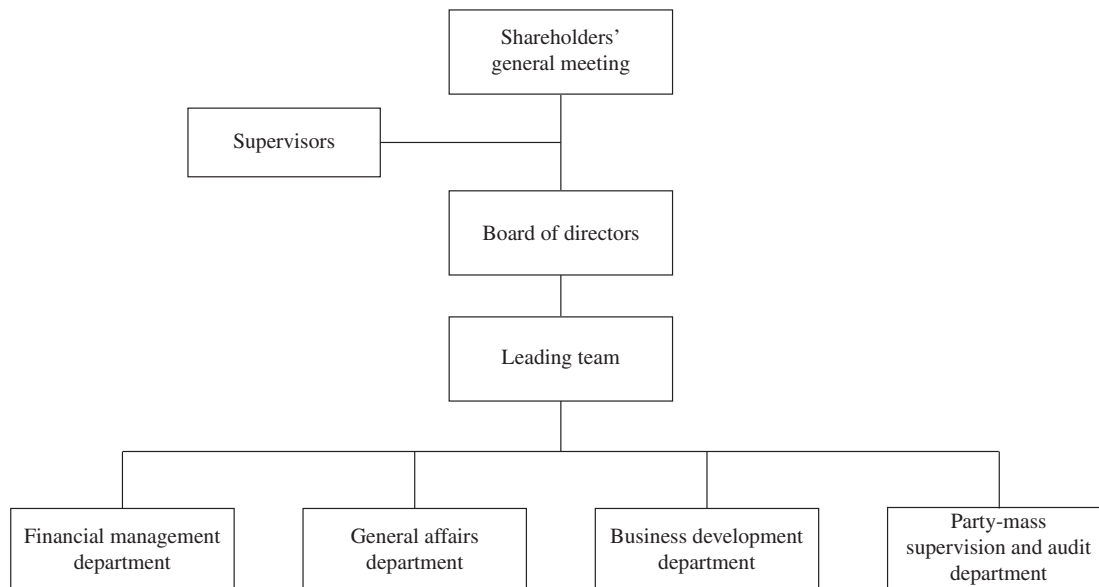 Shareholders’
general meeting
Supervisors
Board of directors
Leading team
Financial management
department
General affairs
department
Business development
department
Party-mass
supervision and audit
department